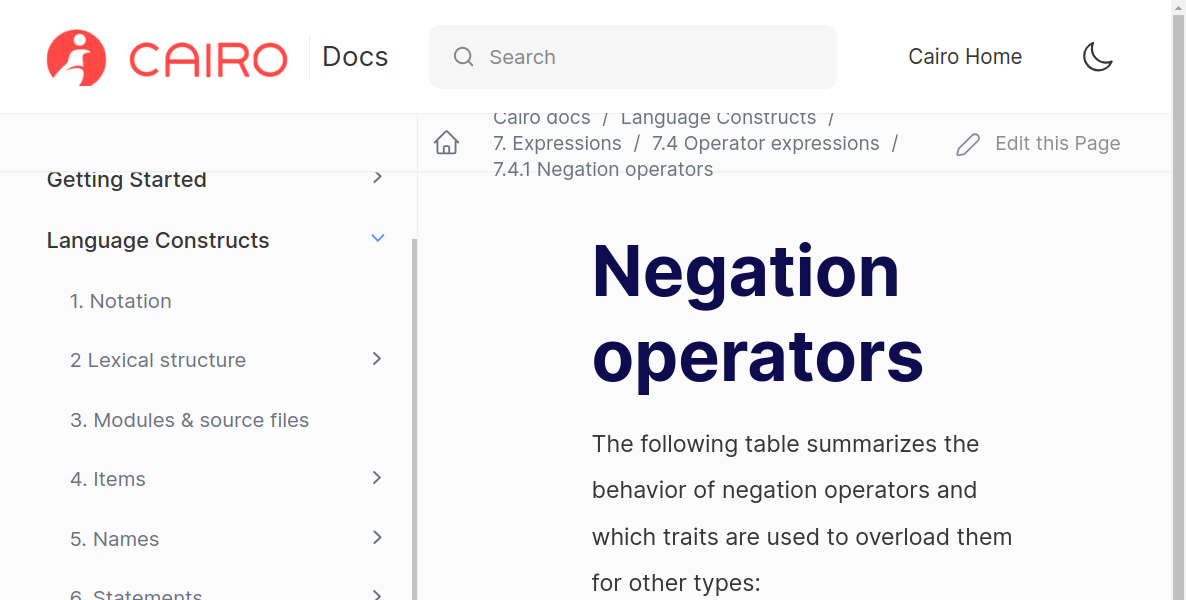 CAIRO
Docs
Search
Cairo Home
Cairo docs / Language Constructs /
7. Expressions / 7.4 Operator expressions /
7.4.1 Negation operators
Edit this Page
Getting Started
Language Constructs
1. Notation
2 Lexical structure
3. Modules & source files
4. Items
5. Names
6. Statements
Negation
operators
The following table summarizes the
behavior of negation operators and
which traits are used to overload them
for other types: